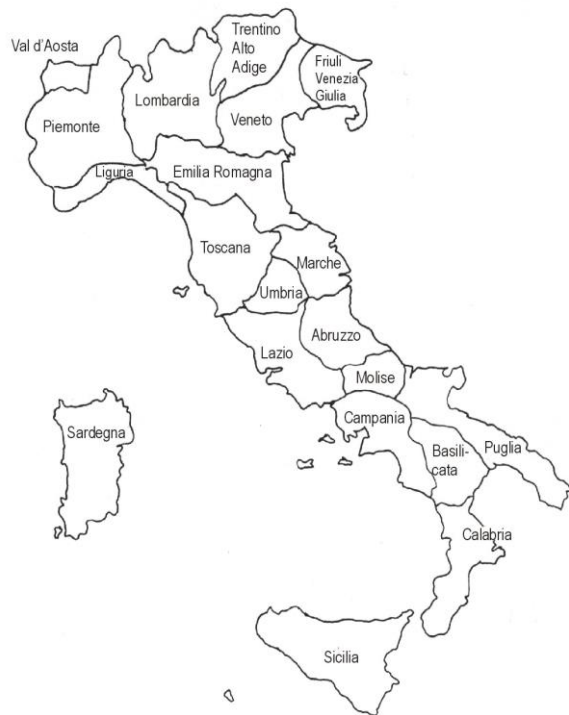 Val d'Aosta
Trentino
Alto
Adige
Friuli
Venezia
Giulia
Lombardia
Piemonte
Veneto
Liguria
Emilia Romagna
Toscana
Marche
Umbria
Abruzzo
Lazio
Molise
Campania
Sardegna
Basili-
cata
Puglia
Calabria
Sicilia